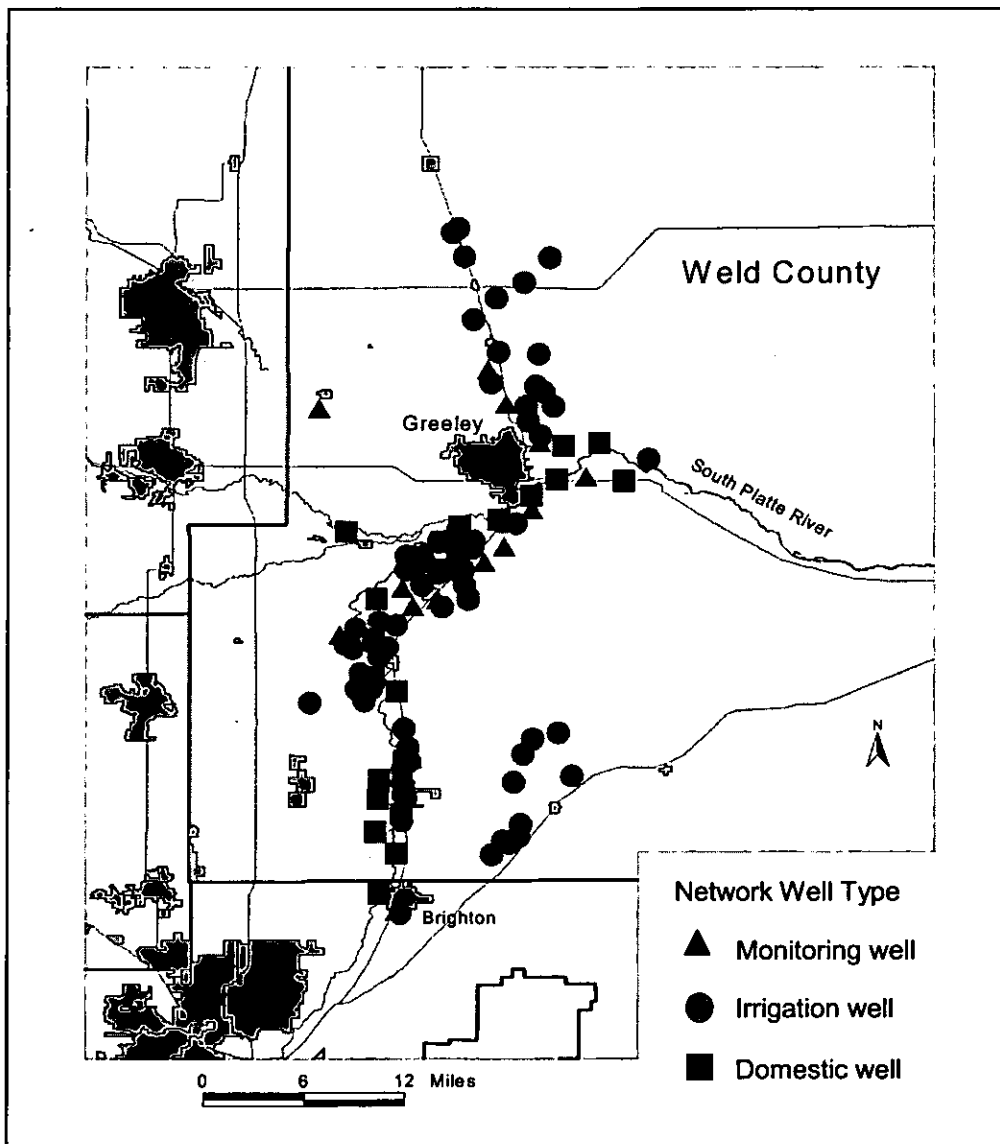 Weld County
Greeley
South Platte River
N
Brighton
Network Well Type
Monitoring well
Irrigation well
Domestic well
0 6 12 Miles